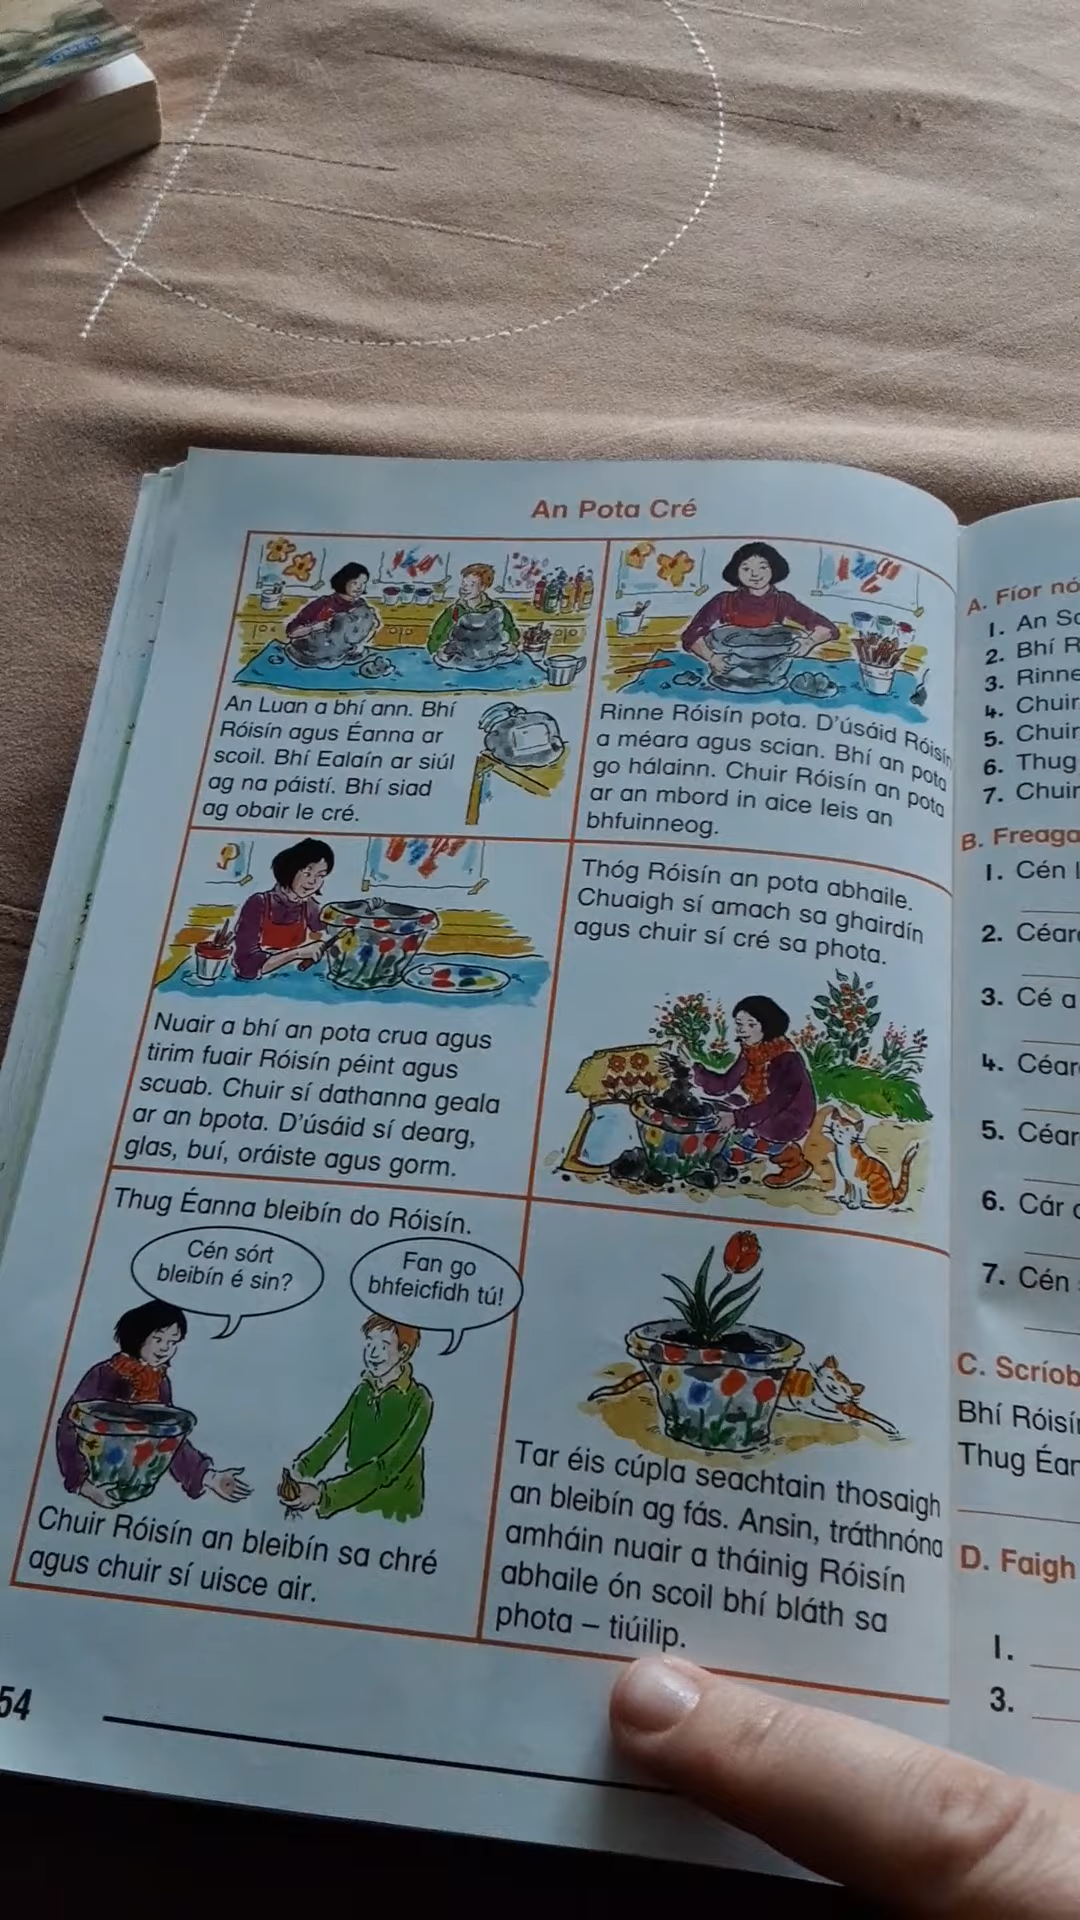 An Pota Cré
An Luan a bhí ann. Bhí
Róisín agus Éanna ar
scoil. Bhí Ealaín ar siúl
ag na páistí. Bhí siad
ag obair le cré.
Rinne Róisín pota. D'úsáid Róisín
a méara agus scian. Bhí an pota
go hálainn. Chuir Róisín an pota
ar an mbord in aice leis an
bhfuinneog.
Nuair a bhí an pota crua agus
tirim fuair Róisín péint agus
scuab. Chuir sí dathanna geala
ar an bpota. D'úsáid sí dearg,
glas, buí, oráiste agus gorm.
Thóg Róisín an pota abhaile.
Chuaigh sí amach sa ghairdín
agus chuir sí cré sa phota.
Thug Éanna bleibín do Róisín.
Cén sórt
bleibín é sin?
Fan go
bhfeicfidh tú!
Chuir Róisín an bleibín sa chré
agus chuir sí uisce air.
Tar éis cúpla seachtain thosaigh
an bleibín ag fás. Ansin, tráthnóna
amháin nuair a tháinig Róisín
abhaile ón scoil bhí bláth sa
phota – tiúilip.
54
A. Fíor nó
1. An
2. Bhí
3. Rinne
4. Chuir
5. Chuir
6. Thug
7. Chuir
B.
1. Cén
2.
3. Cé a
4.
5.
6. Cár
7. Cén
C.
Bhí
Thug
D. Faigh
1.
3.